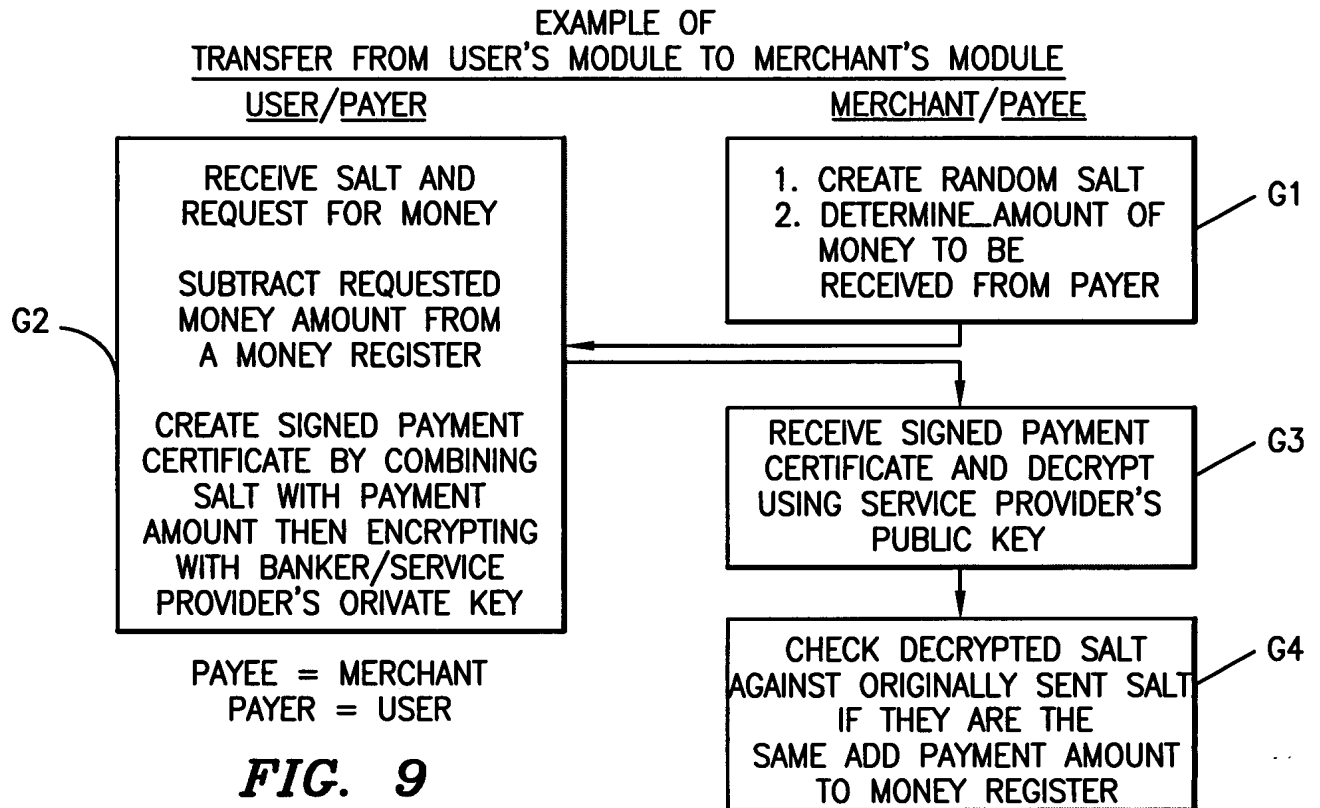 EXAMPLE OF
TRANSFER FROM USER'S MODULE TO MERCHANT'S MODULE
USER/PAYER
RECEIVE SALT AND
REQUEST FOR MONEY
SUBTRACT REQUESTED
MONEY AMOUNT FROM
A MONEY REGISTER
CREATE SIGNED PAYMENT
CERTIFICATE BY COMBINING
SALT WITH PAYMENT
AMOUNT THEN ENCRYPTING
WITH BANKER/SERVICE
PROVIDER'S ORIVATE KEY
G2
MERCHANT/PAYEE
1. CREATE RANDOM SALT
2. DETERMINE_AMOUNT OF
MONEY TO BE
RECEIVED FROM PAYER
G1
RECEIVE SIGNED PAYMENT
CERTIFICATE AND DECRYPT
USING SERVICE PROVIDER'S
PUBLIC KEY
G3
CHECK DECRYPTED SALT
AGAINST ORIGINALLY SENT SALT
IF THEY ARE THE
SAME ADD PAYMENT AMOUNT
TO MONEY REGISTER
G4
PAYEE = MERCHANT
PAYER = USER
FIG. 9